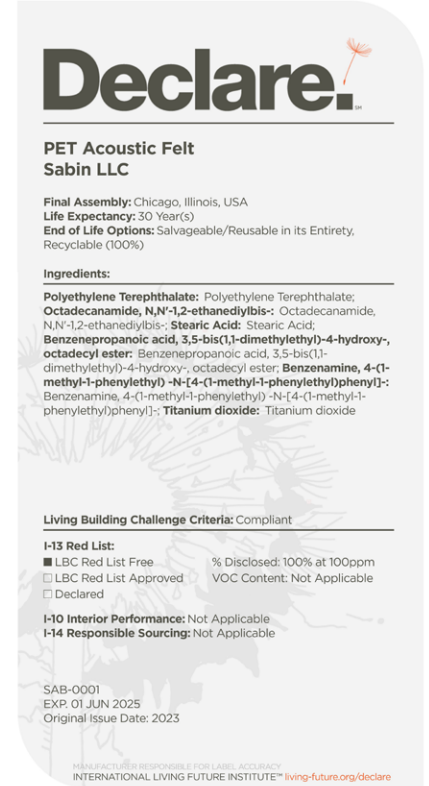 Declare.
SM
PET Acoustic Felt
Sabin LLC
Final Assembly: Chicago, Illinois, USA
Life Expectancy: 30 Year(s)
End of Life Options: Salvageable/Reusable in its Entirety,
Recyclable (100%)
Ingredients:
Polyethylene Terephthalate: Polyethylene Terephthalate;
Octadecanamide, N,N'-1,2-ethanediylbis-: Octadecanamide,
N,N'-1,2-ethanediylbis-; Stearic Acid: Stearic Acid;
Benzenepropanoic acid, 3,5-bis(1,1-dimethylethyl)-4-hydroxy-,
octadecyl ester: Benzenepropanoic acid, 3,5-bis(1,1-
dimethylethyl)-4-hydroxy-, octadecyl ester; Benzenamine, 4-(1-
methyl-1-phenylethyl) -N-[4-(1-methyl-1-phenylethyl)phenyl]-:
Benzenamine, 4-(1-methyl-1-phenylethyl) -N-[4-(1-methyl-1-
phenylethyl)phenyl]-; Titanium dioxide: Titanium dioxide
Living Building Challenge Criteria: Compliant
I-13 Red List:
■ LBC Red List Free % Disclosed: 100% at 100ppm
□ LBC Red List Approved VOC Content: Not Applicable
□ Declared
I-10 Interior Performance: Not Applicable
I-14 Responsible Sourcing: Not Applicable
SAB-0001
EXP. 01 JUN 2025
Original Issue Date: 2023
MANUFACTURER RESPONSIBLE FOR LABEL ACCURACY
INTERNATIONAL LIVING FUTURE INSTITUTE™ living-future.org/declare